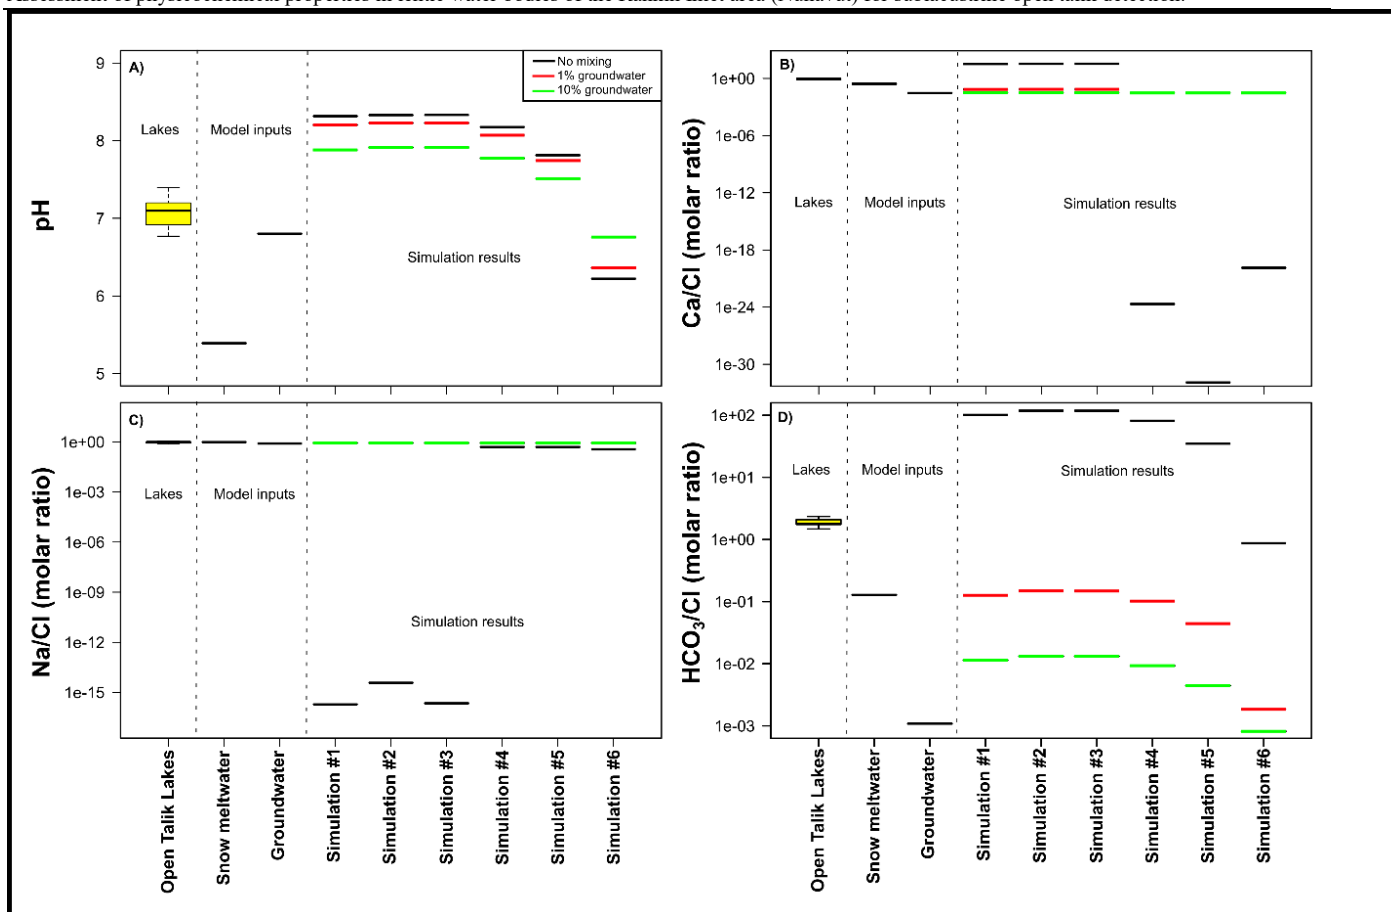 A)
No mixing
1% groundwater
10% groundwater
Lakes
Model inputs
Simulation results
pH
9
8
7
6
5
B)
Lakes
Model inputs
Simulation results
Ca/Cl (molar ratio)
1e+00
1e-06
1e-12
1e-18
1e-24
1e-30
C)
Lakes
Model inputs
Simulation results
Na/Cl (molar ratio)
1e+00
1e-03
1e-06
1e-09
1e-12
1e-15
Open Talik Lakes
Snow meltwater
Groundwater
Simulation #1
Simulation #2
Simulation #3
Simulation #4
Simulation #5
Simulation #6
D)
Lakes
Model inputs
Simulation results
HCO₃/Cl (molar ratio)
1e+02
1e+01
1e+00
1e-01
1e-02
1e-03
Open Talik Lakes
Snow meltwater
Groundwater
Simulation #1
Simulation #2
Simulation #3
Simulation #4
Simulation #5
Simulation #6